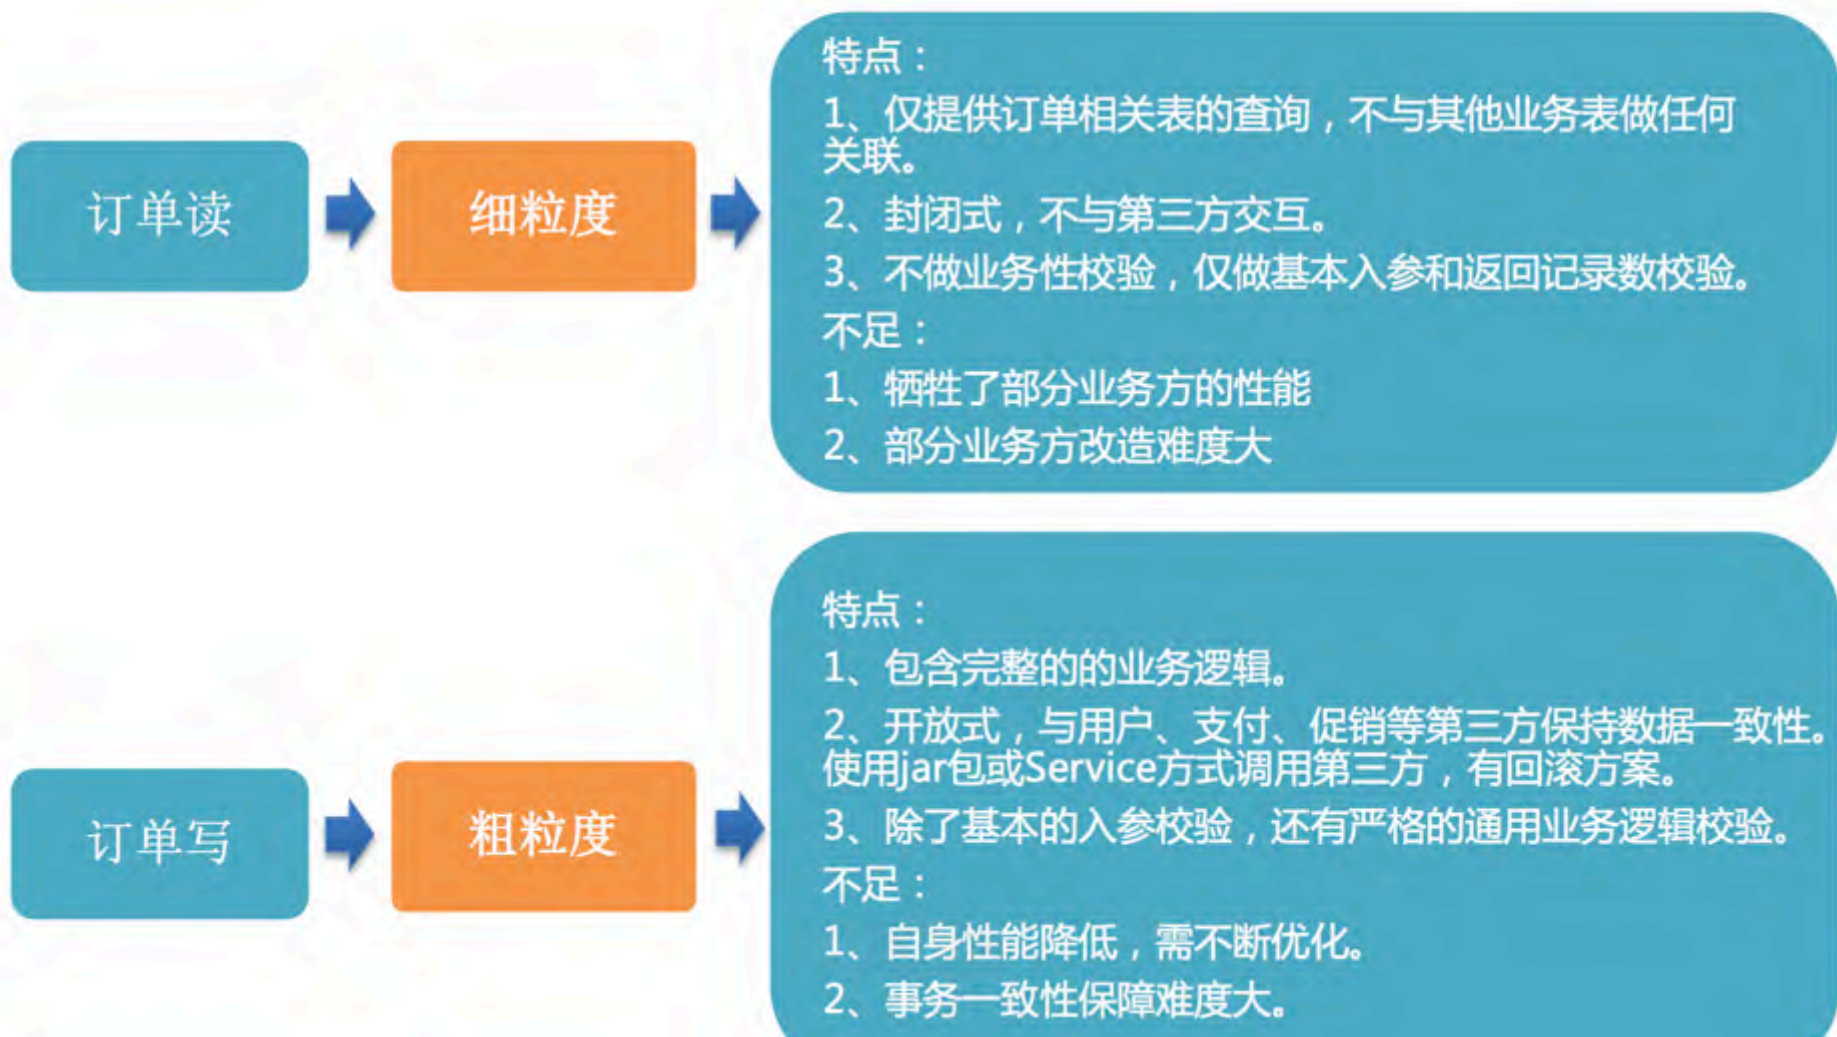 订单读
细粒度
特点：
1、仅提供订单相关表的查询，不与其他业务表做任何
关联。
2、封闭式，不与第三方交互。
3、不做业务性校验，仅做基本入参和返回记录数校验。
不足：
1、牺牲了部分业务方的性能
2、部分业务方改造难度大
订单写
粗粒度
特点：
1、包含完整的的业务逻辑。
2、开放式，与用户、支付、促销等第三方保持数据一致性。
使用jar包或Service方式调用第三方，有回滚方案。
3、除了基本的入参校验，还有严格的通用业务逻辑校验。
不足：
1、自身性能降低，需不断优化。
2、事务一致性保障难度大。